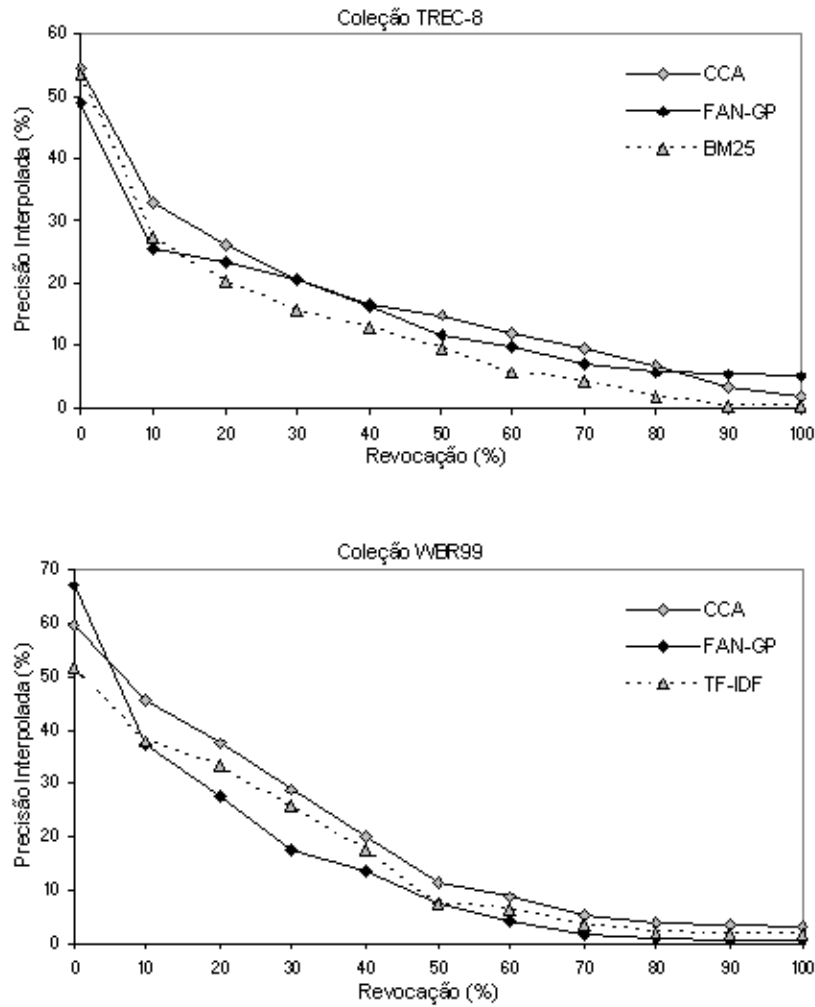 Coleção TREC-8
60
50
40
30
20
10
0
Precisão Interpolada (%)
CCA
FAN-GP
BM25
0 10 20 30 40 50 60 70 80 90 100
Revocação (%)
Coleção WBR99
70
60
50
40
30
20
10
0
Precisão Interpolada (%)
CCA
FAN-GP
TF-IDF
0 10 20 30 40 50 60 70 80 90 100
Revocação (%)